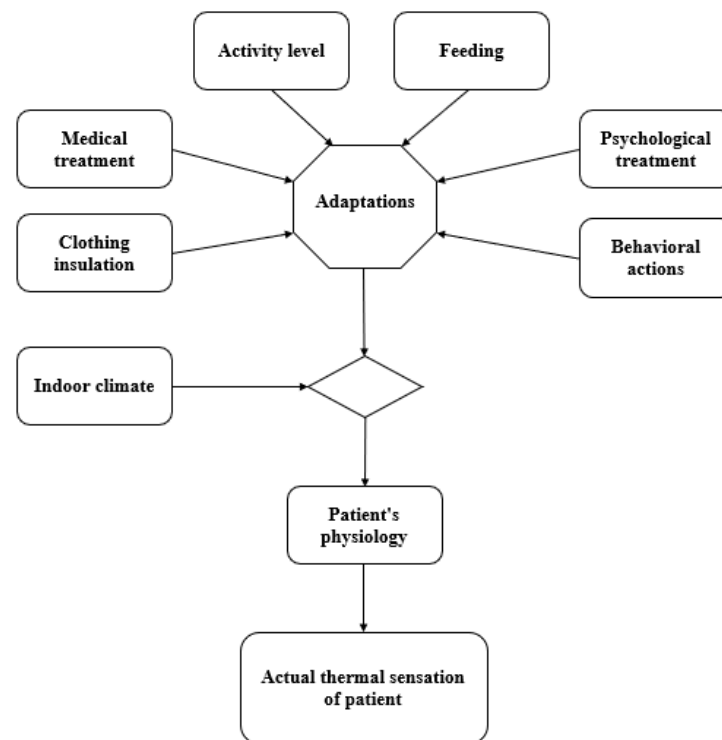 Activity level
Feeding
Medical
treatment
Psychological
treatment
Adaptations
Clothing
insulation
Behavioral
actions
Indoor climate
Patient's
physiology
Actual thermal sensation
of patient